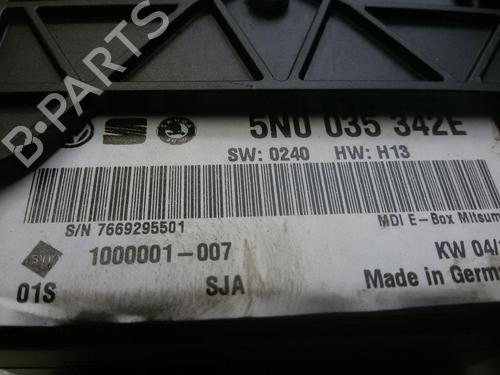 B-PARTS
5N0 035 342E
SW: 0240 HW: H13
S/N 7669295501
MDI E-Box Mitsum
1000001-007
KW 04/
01S
SJA
Made in Germ